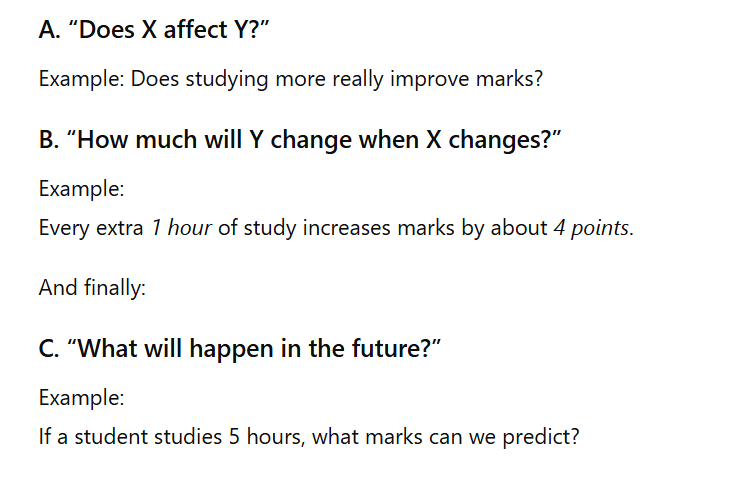 A. “Does X affect Y?”
Example: Does studying more really improve marks?
B. “How much will Y change when X changes?”
Example:
Every extra 1 hour of study increases marks by about 4 points.
And finally:
C. “What will happen in the future?”
Example:
If a student studies 5 hours, what marks can we predict?